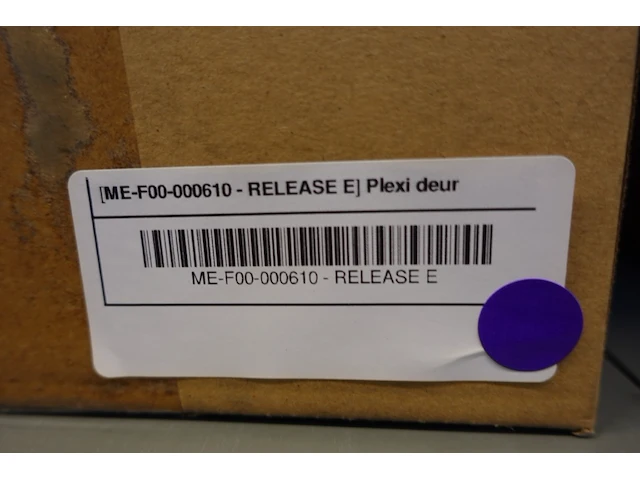 [ME-F00-000610 - RELEASE E] Plexi deur
ME-F00-000610 - RELEASE E